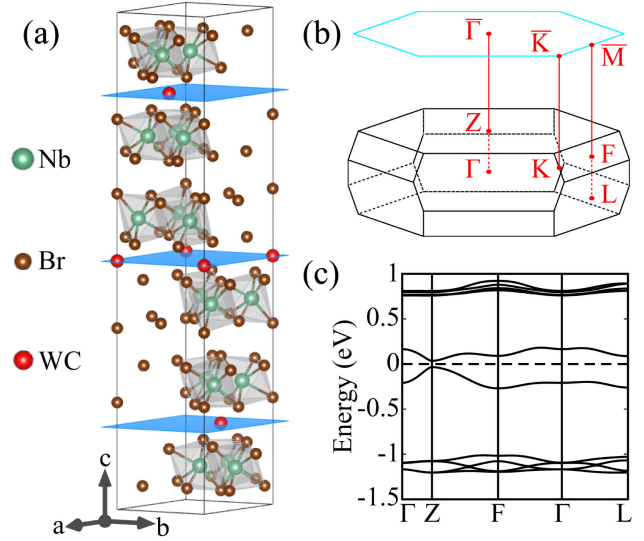 (a)
Nb
Br
WC
c
a
b
(b)
Γ̅
K̅
M̅
Z
Γ
K
F
L
(c)
Energy (eV)
1
0.5
0
-0.5
-1
-1.5
Γ Z F Γ L